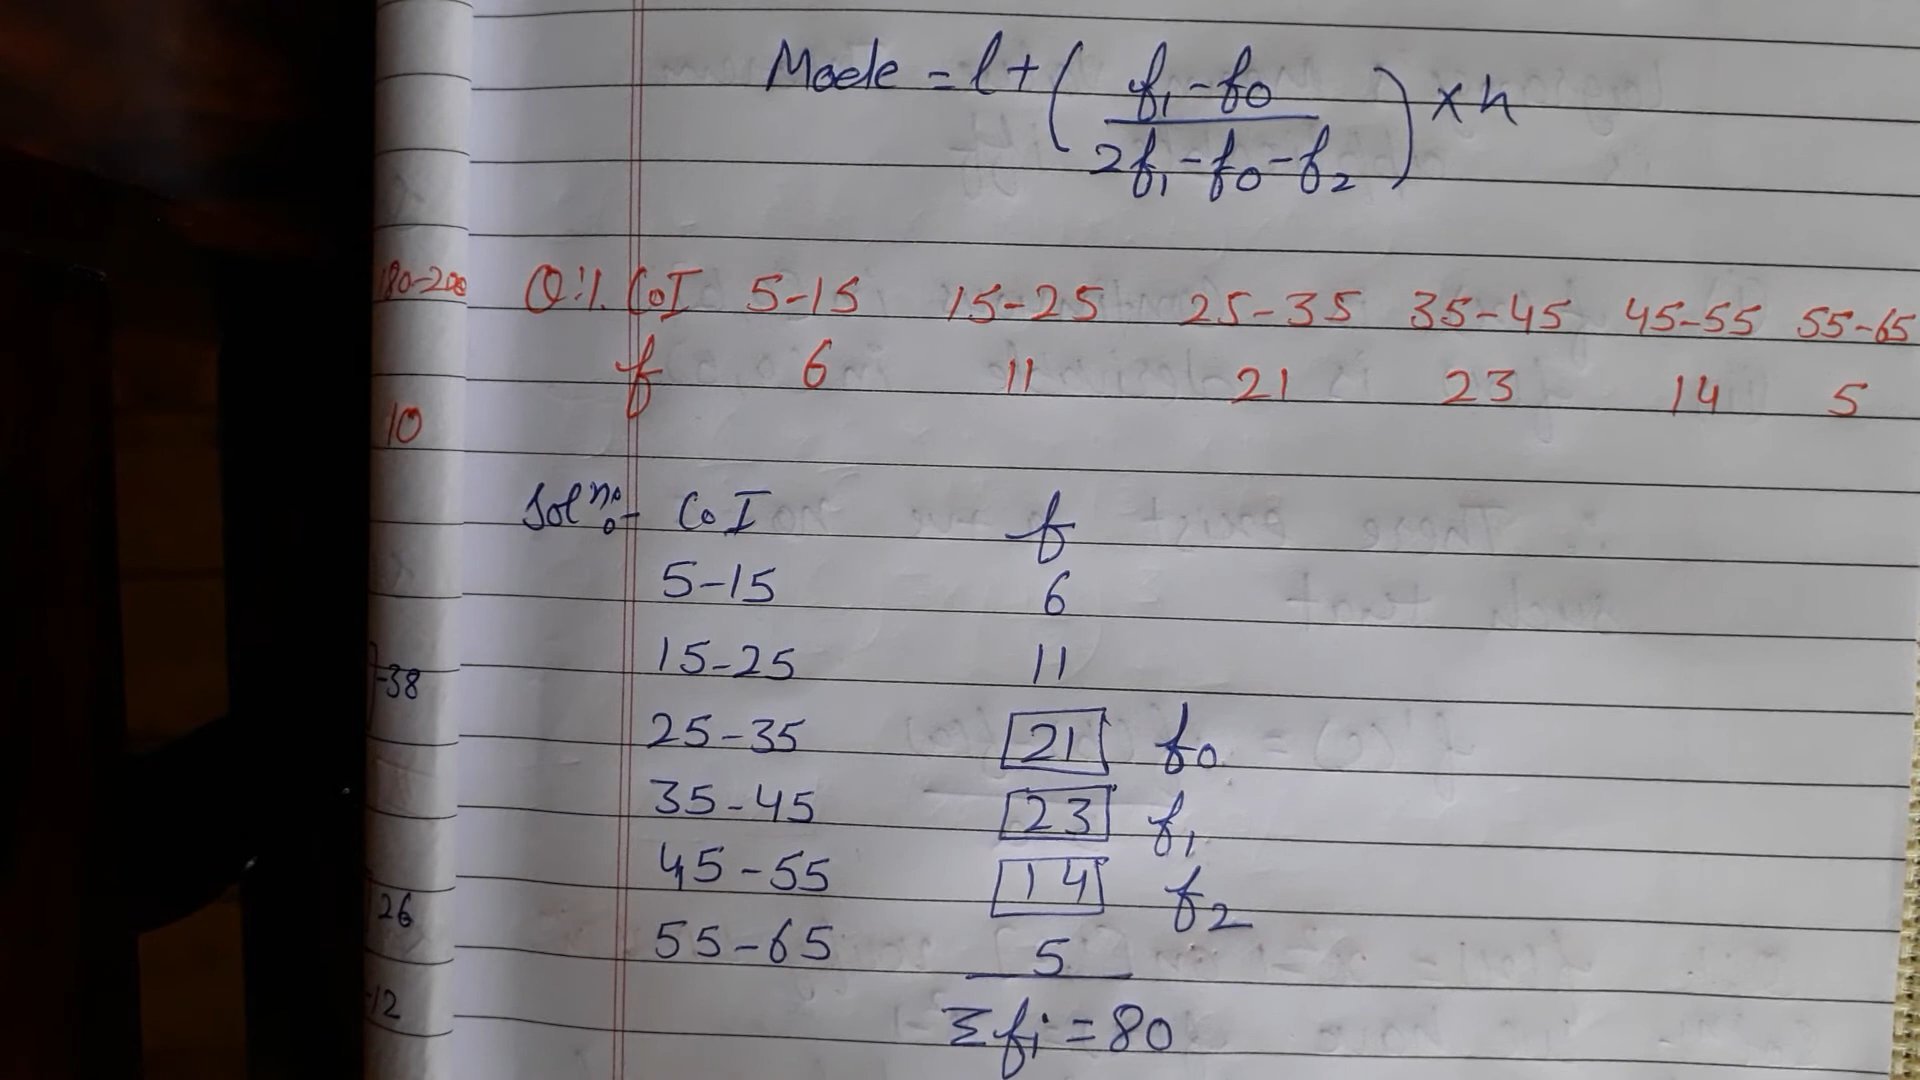 Mode = l + ( f₁ - f₀ / 2f₁ - f₀ - f₂ ) × h
180-200
Q:1. CoI 5-15 15-25 25-35 35-45 45-55 55-65
f 6 11 21 23 14 5
10
Solⁿ:- CoI f
5-15 6
15-25 11
-38
25-35 21 f₀
35-45 23 f₁
45-55 14 f₂
26
55-65 5
-12
Σfi = 80